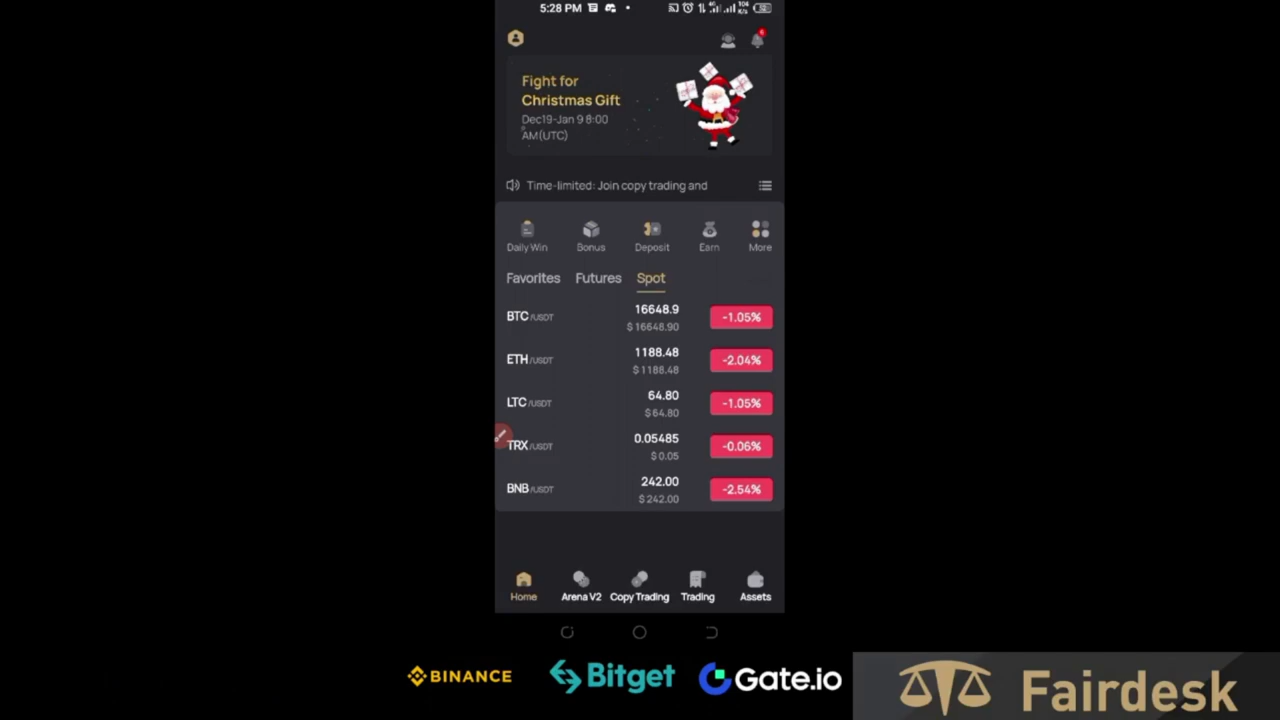 5:28 PM
4G
104
K/s
6
Fight for
Christmas Gift
Dec19-Jan 9 8:00
AM(UTC)
Time-limited: Join copy trading and
Daily Win Bonus Deposit Earn More
Favorites Futures Spot
BTC /USDT 16648.9 -1.05%
$ 16648.90
ETH /USDT 1188.48 -2.04%
$ 1188.48
LTC /USDT 64.80 -1.05%
$ 64.80
TRX /USDT 0.05485 -0.06%
$ 0.05
BNB /USDT 242.00 -2.54%
$ 242.00
Home Arena V2 Copy Trading Trading Assets
BINANCE Bitget Gate.io Fairdesk